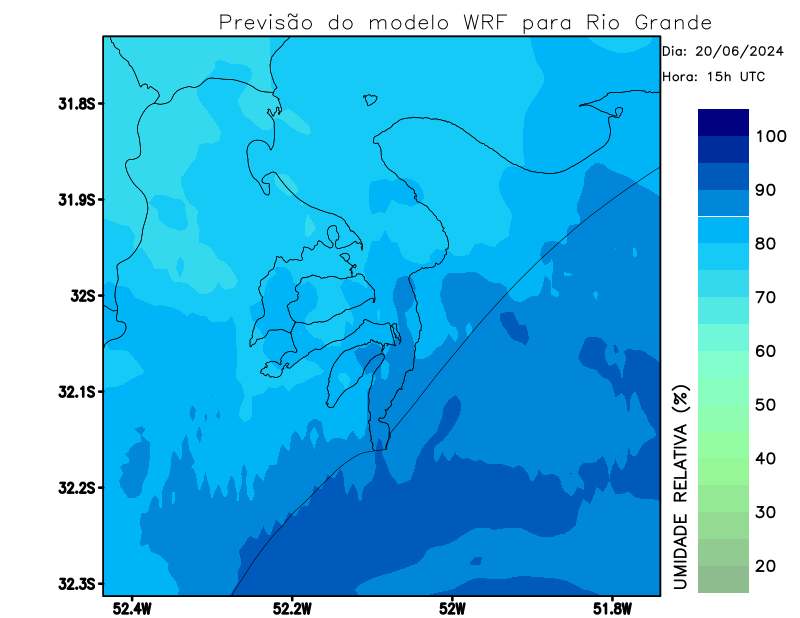 Previsão do modelo WRF para Rio Grande
Dia: 20/06/2024
Hora: 15h UTC
31.8S
31.9S
32S
32.1S
32.2S
32.3S
52.4W
52.2W
52W
51.8W
100
90
80
70
60
50
40
30
20
UMIDADE RELATIVA (%)